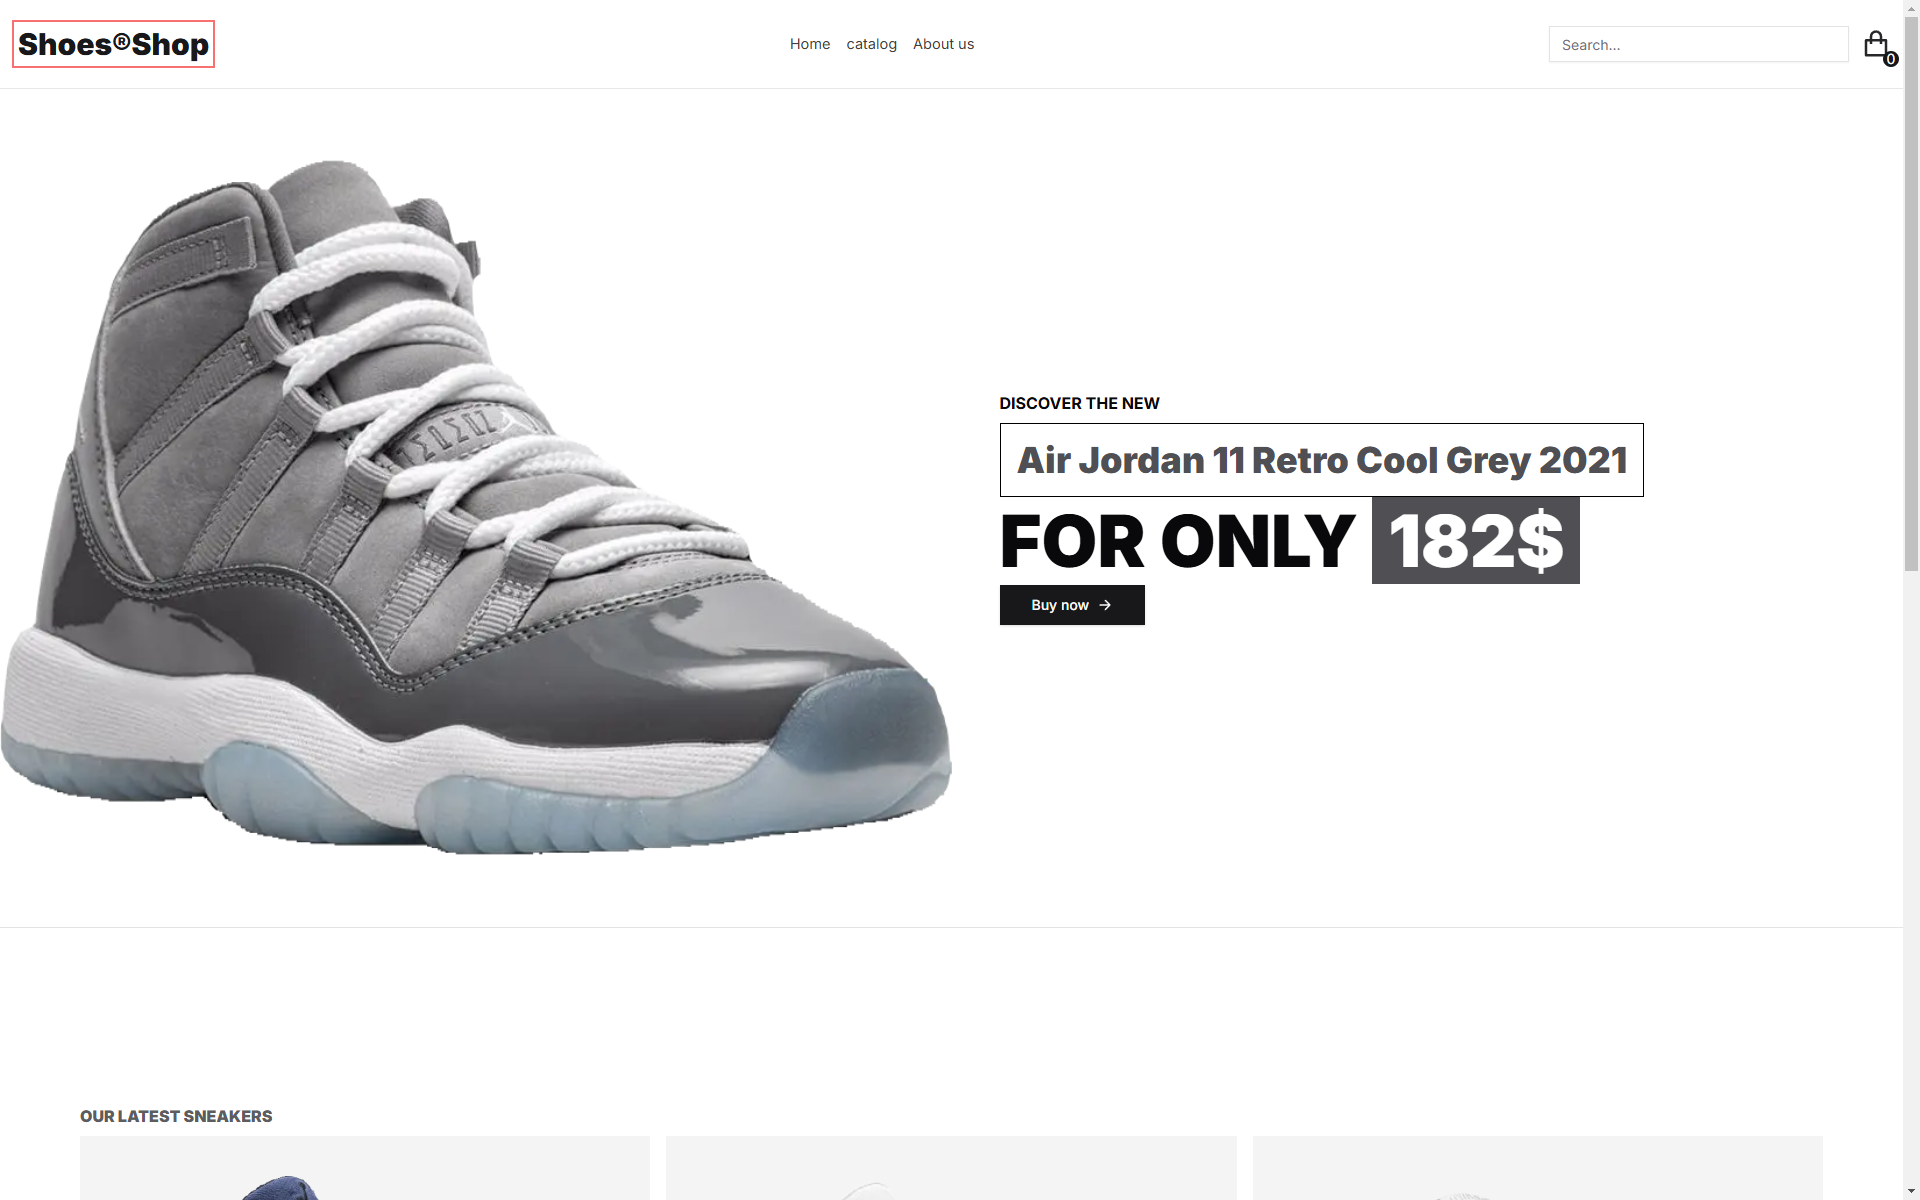 Shoes®Shop
Home catalog About us
Search...
0
DISCOVER THE NEW
Air Jordan 11 Retro Cool Grey 2021
FOR ONLY 182$
Buy now →
OUR LATEST SNEAKERS